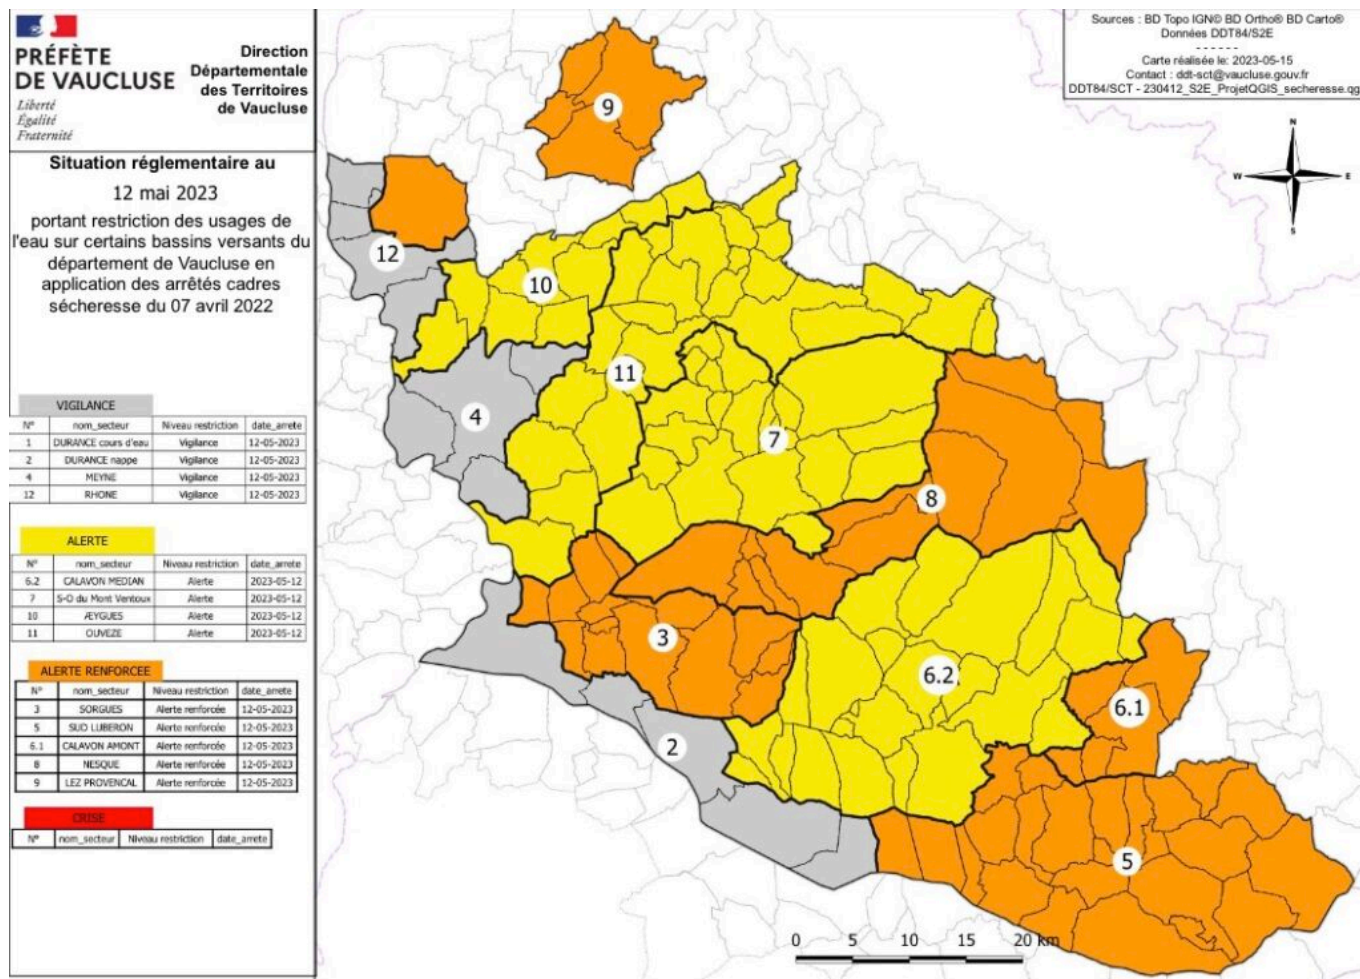 PRÉFÈTE
DE VAUCLUSE
Liberté
Égalité
Fraternité
Direction
Départementale
des Territoires
de Vaucluse
Situation réglementaire au
12 mai 2023
portant restriction des usages de
l'eau sur certains bassins versants du
département de Vaucluse en
application des arrêtés cadres
sécheresse du 07 avril 2022
VIGILANCE
N° nom_secteur Niveau restriction date_arrete
1 DURANCE cours d'eau Vigilance 12-05-2023
2 DURANCE nappe Vigilance 12-05-2023
4 MEYNE Vigilance 12-05-2023
12 RHONE Vigilance 12-05-2023
ALERTE
N° nom_secteur Niveau restriction date_arrete
6.2 CALAVON MEDIAN Alerte 2023-05-12
7 S-O du Mont Ventoux Alerte 2023-05-12
10 ÆYGUES Alerte 2023-05-12
11 OUVEZE Alerte 2023-05-12
ALERTE RENFORCEE
N° nom_secteur Niveau restriction date_arrete
3 SORGUES Alerte renforcée 12-05-2023
5 SUD LUBERON Alerte renforcée 12-05-2023
6.1 CALAVON AMONT Alerte renforcée 12-05-2023
8 NESQUE Alerte renforcée 12-05-2023
9 LEZ PROVENCAL Alerte renforcée 12-05-2023
CRISE
N° nom_secteur Niveau restriction date_arrete
Sources : BD Topo IGN© BD Ortho® BD Carto®
Données DDT84/S2E
- - - - - -
Carte réalisée le: 2023-05-15
Contact : ddt-sct@vaucluse.gouv.fr
DDT84/SCT - 230412_S2E_ProjetQGIS_secheresse.qg
N
W E
S
9
12
10
11
4
7
8
3
6.2
6.1
2
5
0 5 10 15 20 km